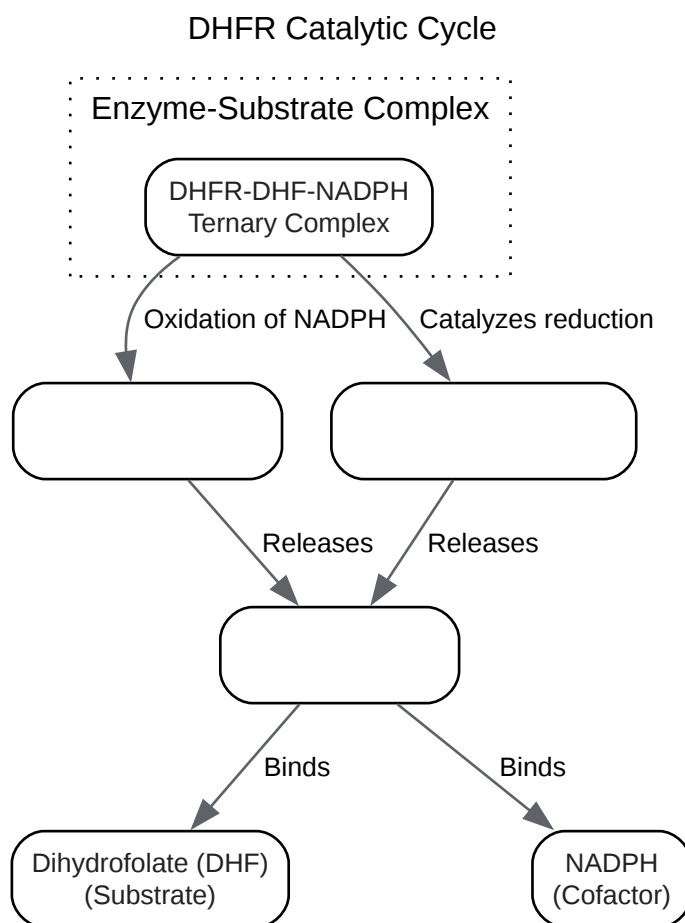 DHFR Catalytic Cycle
Enzyme-Substrate Complex
DHFR-DHF-NADPH
Ternary Complex
Oxidation of NADPH
Catalyzes reduction
Releases
Releases
Binds
Binds
Dihydrofolate (DHF)
(Substrate)
NADPH
(Cofactor)